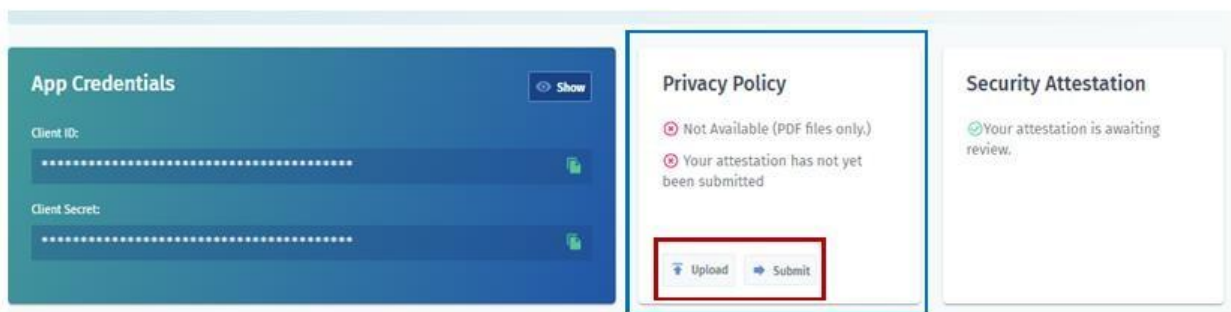 App Credentials
Show
Client ID:
****************************************
Client Secret:
****************************************
Privacy Policy
Not Available (PDF files only.)
Your attestation has not yet
been submitted
Upload
Submit
Security Attestation
Your attestation is awaiting
review.